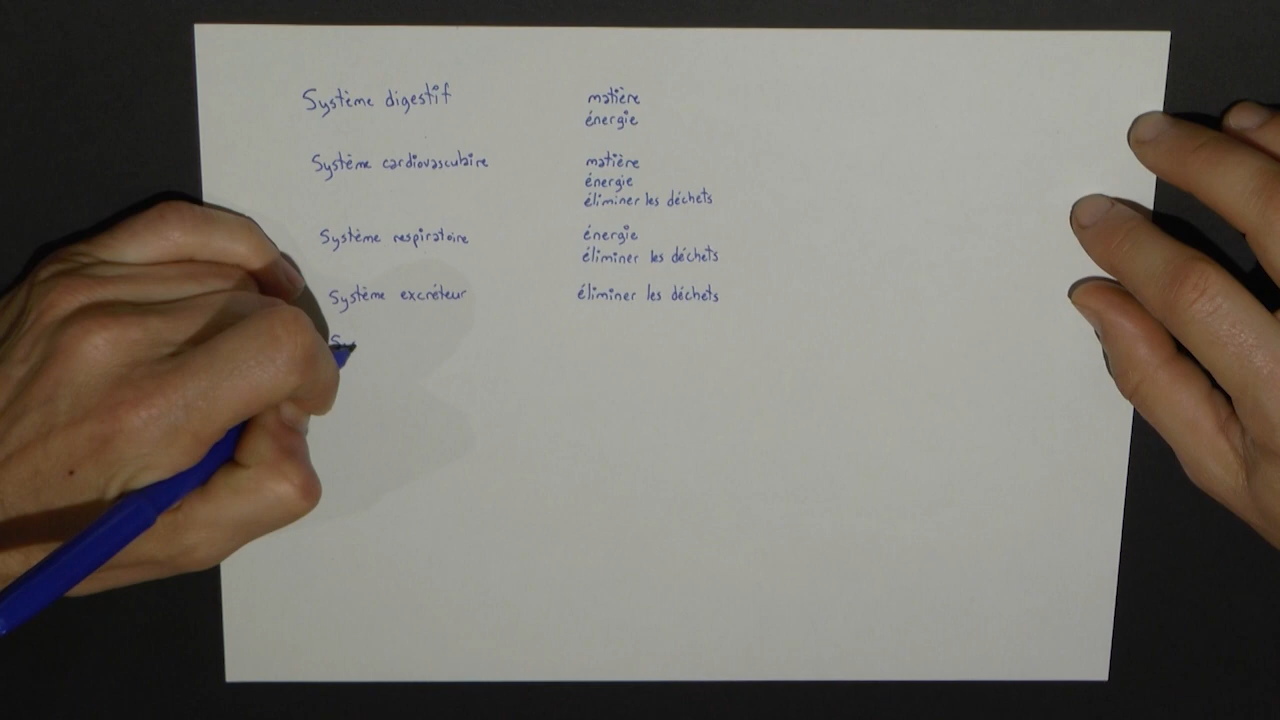 Système digestif matière
énergie
Système cardiovasculaire matière
énergie
éliminer les déchets
Système respiratoire énergie
éliminer les déchets
Système excréteur éliminer les déchets
Sy